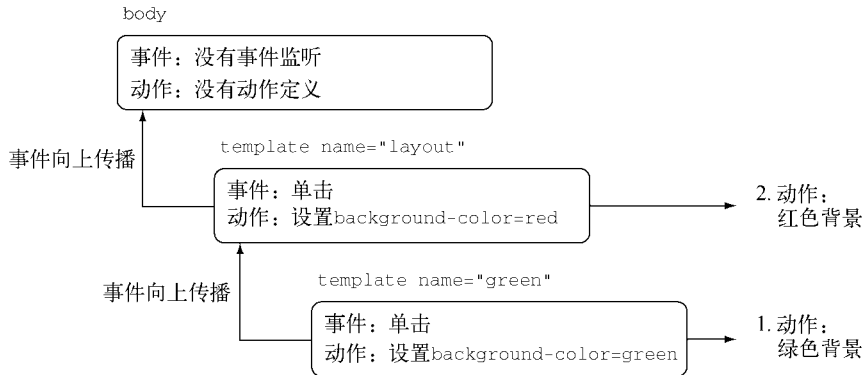 body
事件：没有事件监听
动作：没有动作定义
事件向上传播
template name="layout"
事件：单击
动作：设置background-color=red
2. 动作：
红色背景
事件向上传播
template name="green"
事件：单击
动作：设置background-color=green
1. 动作：
绿色背景